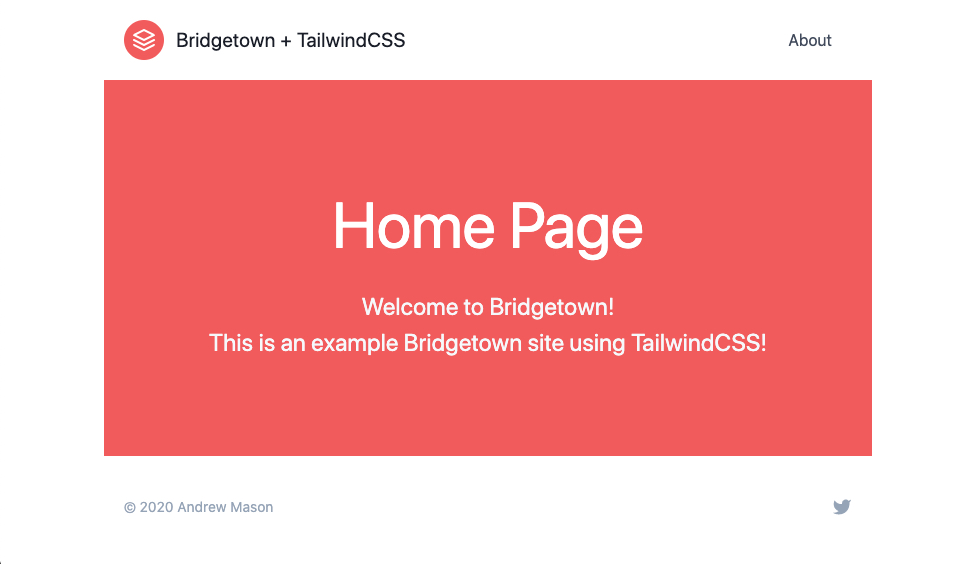 Bridgetown + TailwindCSS
About
Home Page
Welcome to Bridgetown!
This is an example Bridgetown site using TailwindCSS!
© 2020 Andrew Mason